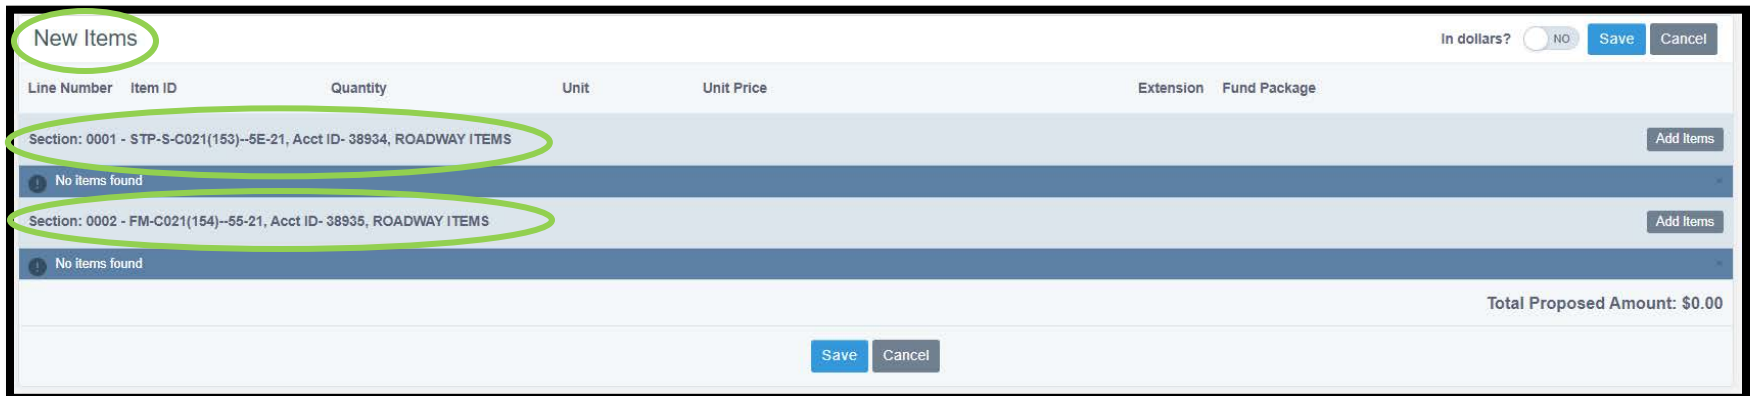 New Items In dollars? NO Save Cancel
Line Number Item ID Quantity Unit Unit Price Extension Fund Package
Section: 0001 - STP-S-C021(153)--5E-21, Acct ID- 38934, ROADWAY ITEMS Add Items
No items found
Section: 0002 - FM-C021(154)--55-21, Acct ID- 38935, ROADWAY ITEMS Add Items
No items found
Total Proposed Amount: $0.00
Save Cancel